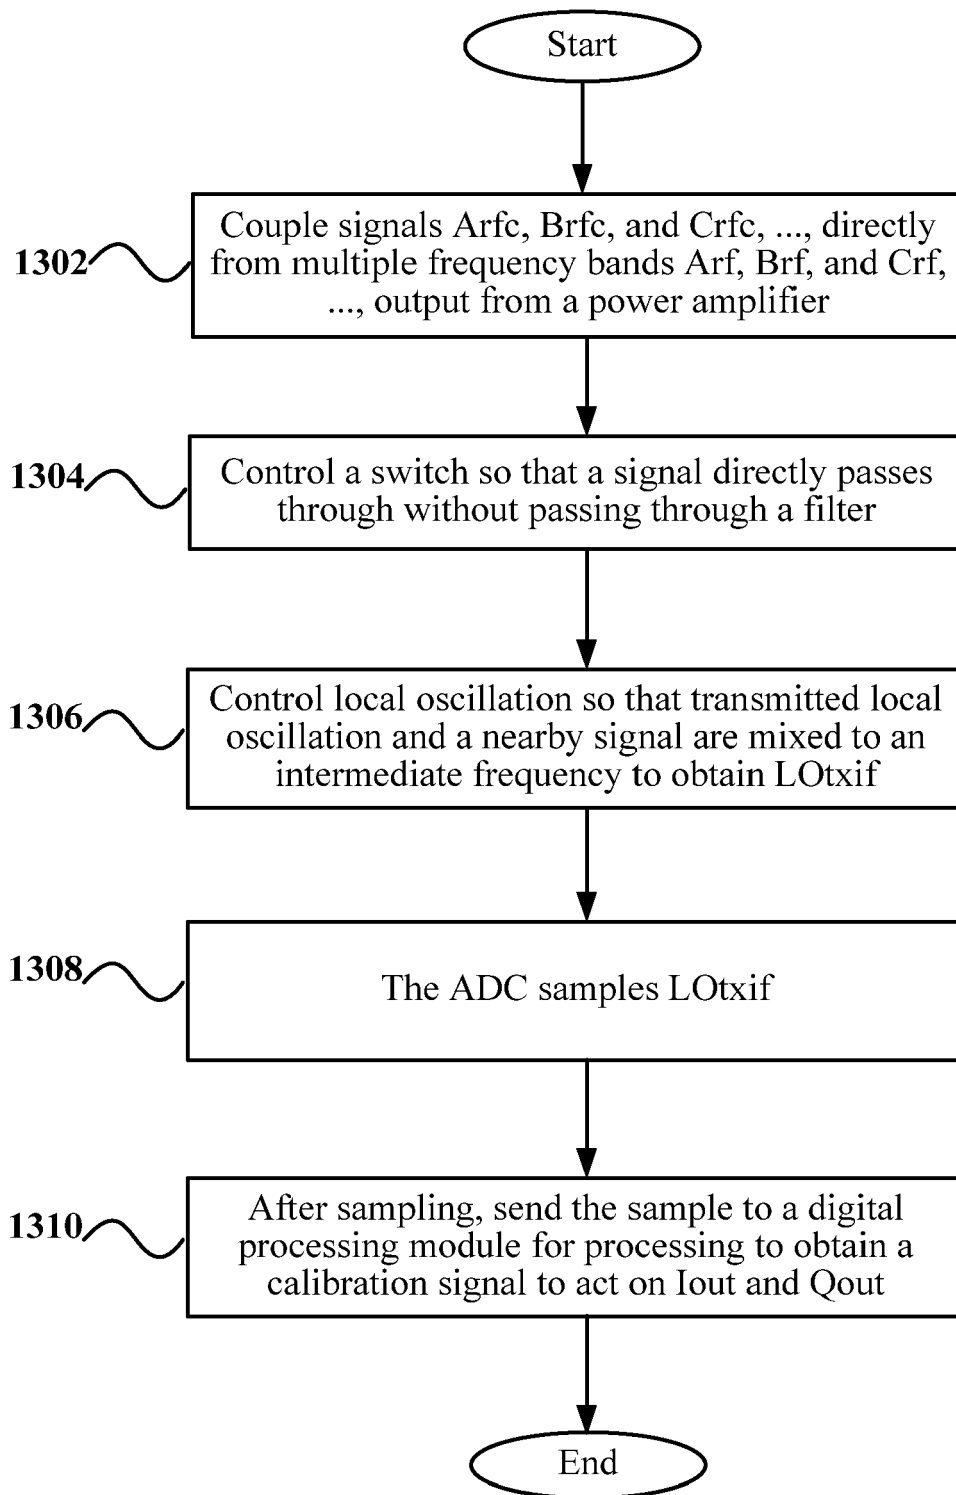 Start
Couple signals Arfc, Brfc, and Crfc, ..., directly
1302
from multiple frequency bands Arf, Brf, and Crf,
..., output from a power amplifier
1304
Control a switch so that a signal directly passes
through without passing through a filter
Control local oscillation so that transmitted local
1306
oscillation and a nearby signal are mixed to an
intermediate frequency to obtain LOtxif
1308
The ADC samples LOtxif
After sampling, send the sample to a digital
1310
processing module for processing to obtain a
calibration signal to act on Iout and Qout
End